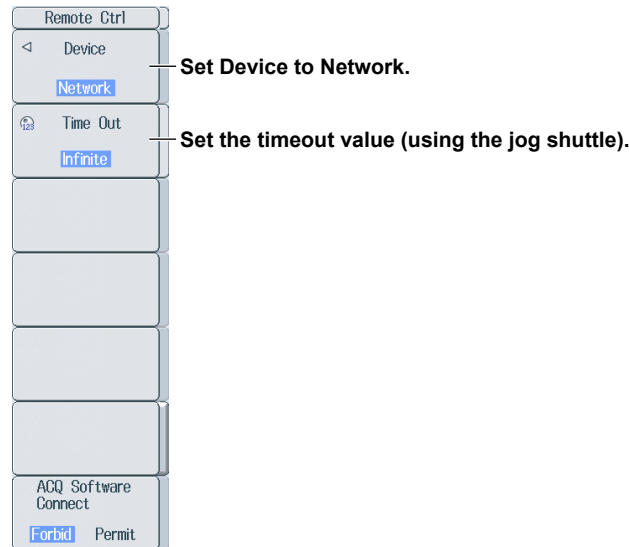 Remote Ctrl
Device
Network
Set Device to Network.
123
Time Out
Infinite
Set the timeout value (using the jog shuttle).
ACQ Software
Connect
Forbid Permit